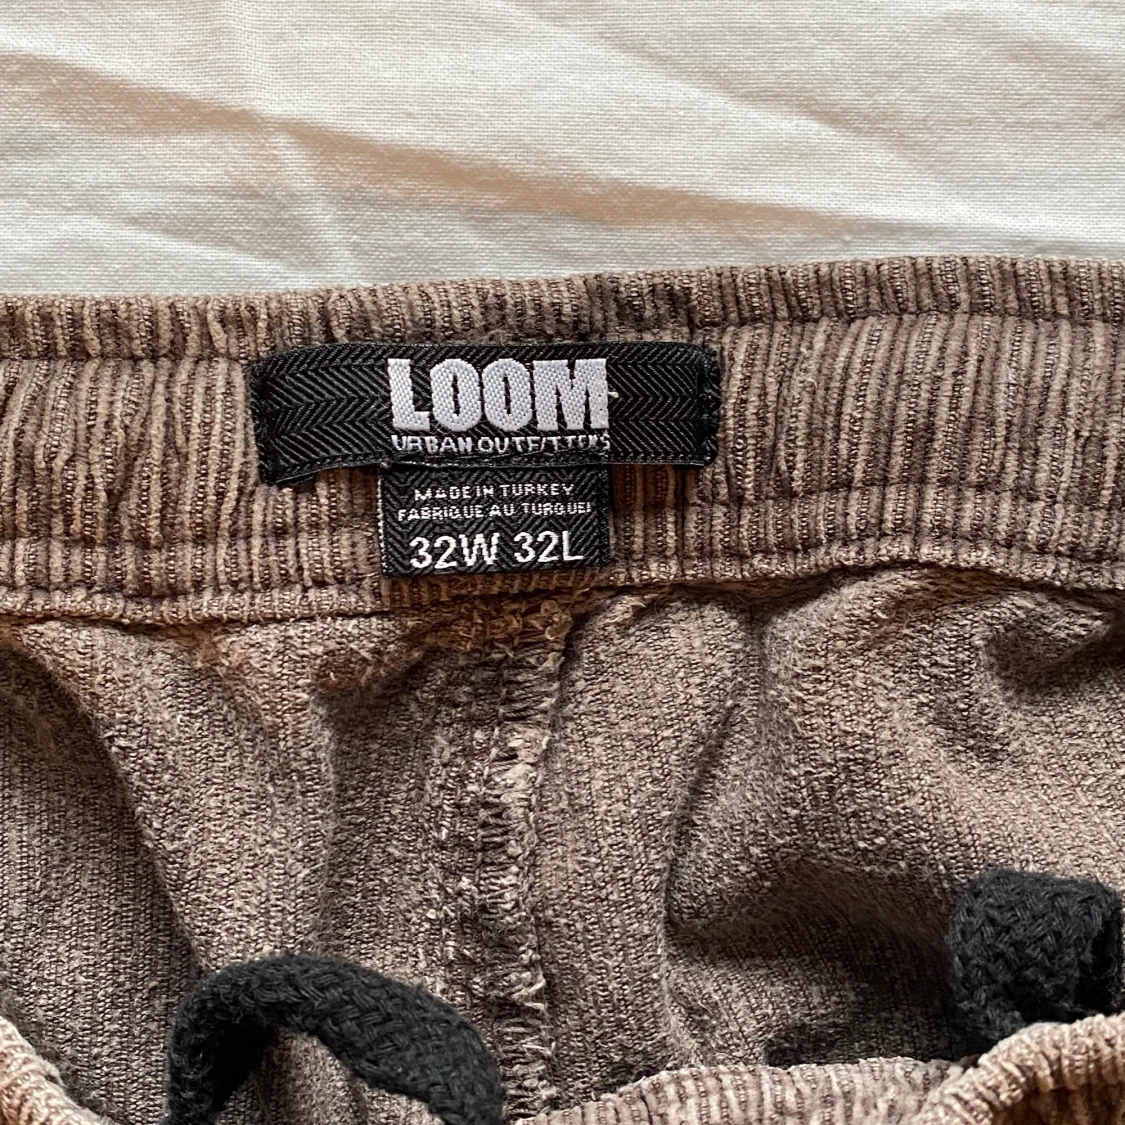 LOOM
URBAN OUTFITTERS
MADE IN TURKEY
FABRIQUE AU TURQUEI
32W 32L